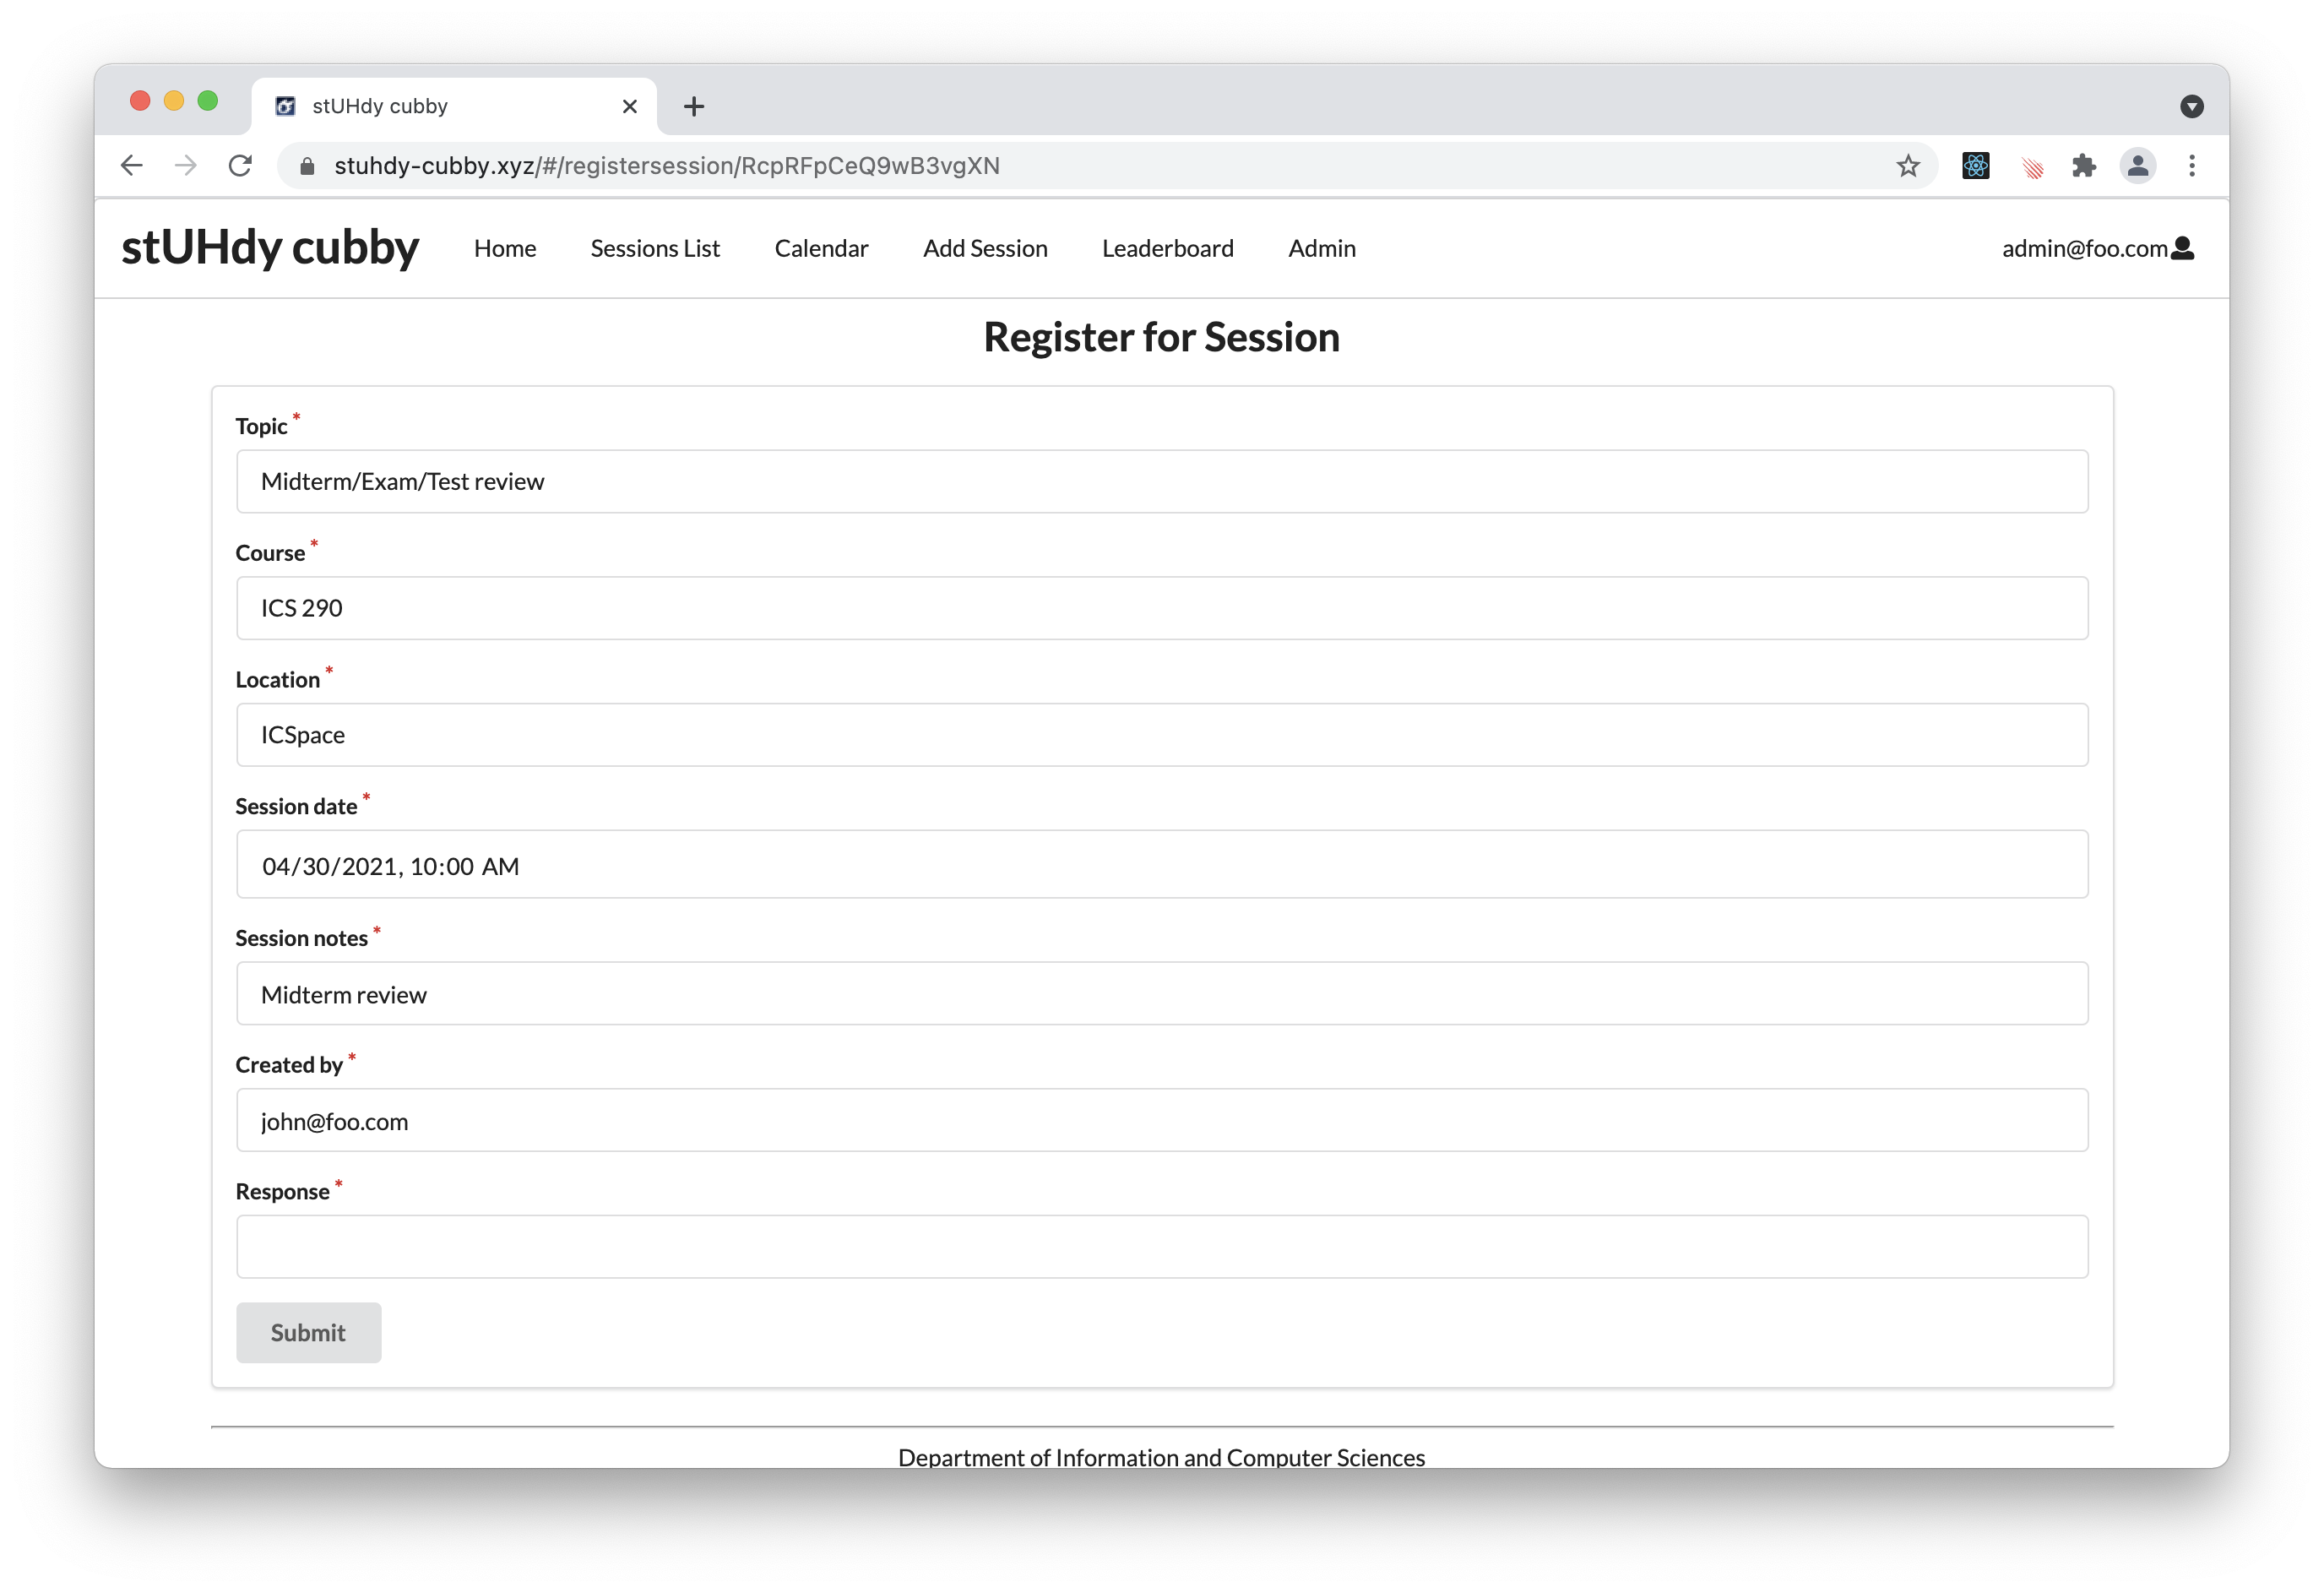 stUHdy cubby
stuhdy-cubby.xyz/#/registersession/RcpRFpCeQ9wB3vgXN
stUHdy cubby Home Sessions List Calendar Add Session Leaderboard Admin admin@foo.com
Register for Session
Topic *
Midterm/Exam/Test review
Course *
ICS 290
Location *
ICSpace
Session date *
04/30/2021, 10:00 AM
Session notes *
Midterm review
Created by *
john@foo.com
Response *
Submit
Department of Information and Computer Sciences